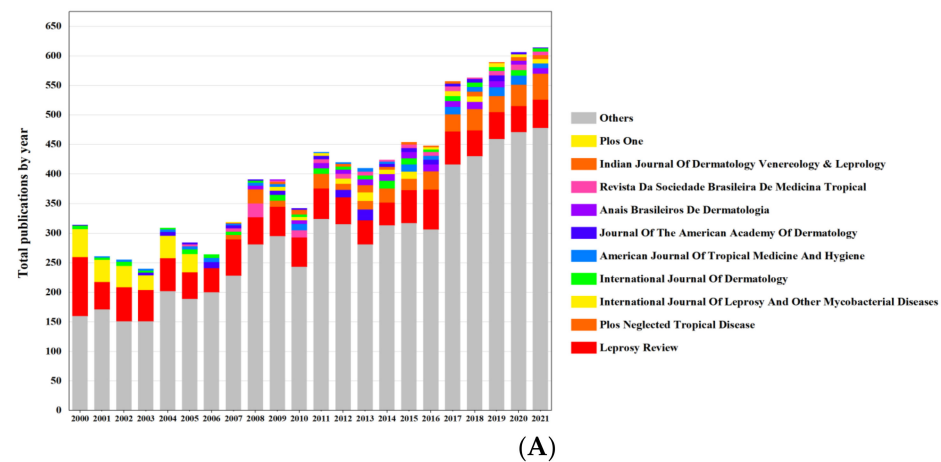 Total publications by year
650
600
550
500
450
400
350
300
250
200
150
100
50
0
2000 2001 2002 2003 2004 2005 2006 2007 2008 2009 2010 2011 2012 2013 2014 2015 2016 2017 2018 2019 2020 2021
Others
Plos One
Indian Journal Of Dermatology Venereology & Leprology
Revista Da Sociedade Brasileira De Medicina Tropical
Anais Brasileiros De Dermatologia
Journal Of The American Academy Of Dermatology
American Journal Of Tropical Medicine And Hygiene
International Journal Of Dermatology
International Journal Of Leprosy And Other Mycobacterial Diseases
Plos Neglected Tropical Disease
Leprosy Review
(A)